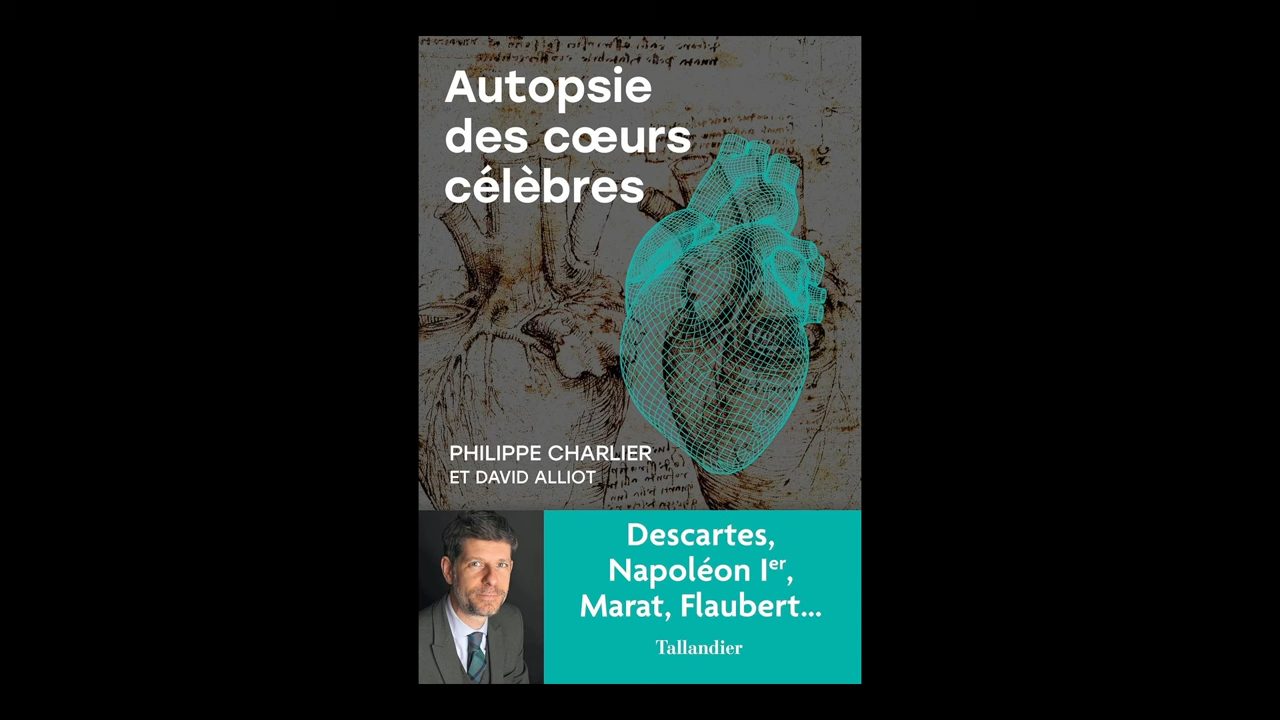 Autopsie
des cœurs
célèbres
PHILIPPE CHARLIER
ET DAVID ALLIOT
Descartes,
Napoléon Iᵉʳ,
Marat, Flaubert...
Tallandier